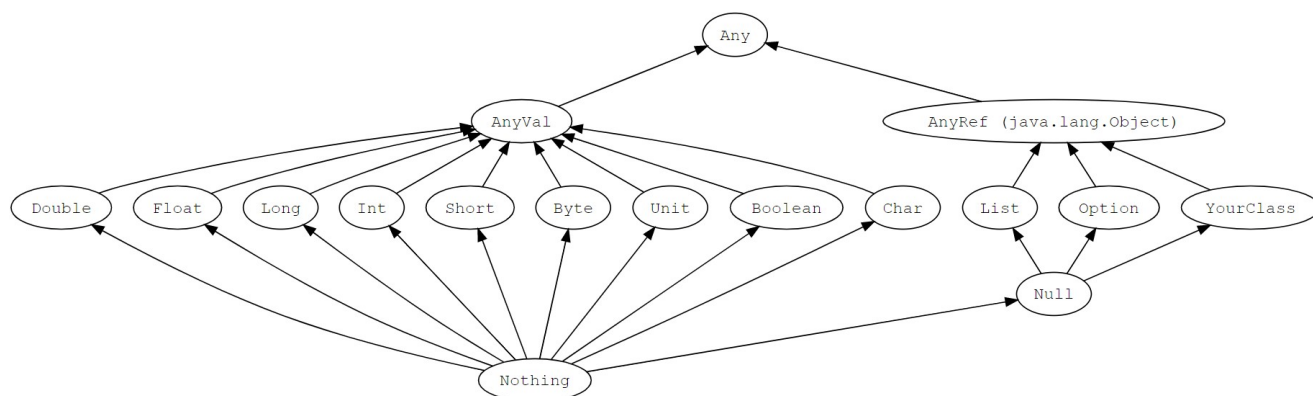 Any
AnyVal
AnyRef (java.lang.Object)
Double
Float
Long
Int
Short
Byte
Unit
Boolean
Char
List
Option
YourClass
Null
Nothing